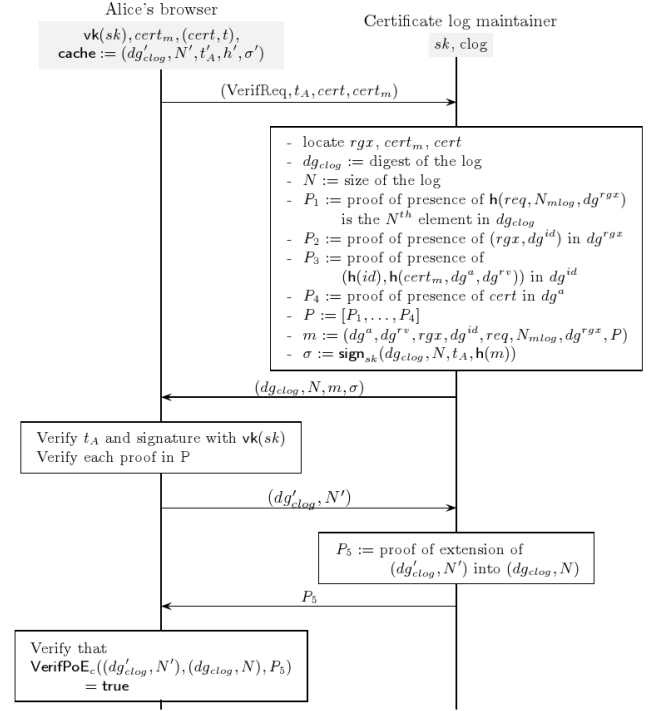 Alice's browser
Certificate log maintainer
vk(sk), cert_m, (cert, t),
cache := (dg'_clog, N', t'_A, h', σ')
sk, clog
(VerifReq, t_A, cert, cert_m)
- locate rgx, cert_m, cert
- dg_clog := digest of the log
- N := size of the log
- P_1 := proof of presence of h(req, N_mlog, dg^rgx)
is the N^th element in dg_clog
- P_2 := proof of presence of (rgx, dg^id) in dg^rgx
- P_3 := proof of presence of
(h(id), h(cert_m, dg^a, dg^rv)) in dg^id
- P_4 := proof of presence of cert in dg^a
- P := [P_1, . . . , P_4]
- m := (dg^a, dg^rv, rgx, dg^id, req, N_mlog, dg^rgx, P)
- σ := sign_sk(dg_clog, N, t_A, h(m))
(dg_clog, N, m, σ)
Verify t_A and signature with vk(sk)
Verify each proof in P
(dg'_clog, N')
P_5 := proof of extension of
(dg'_clog, N') into (dg_clog, N)
P_5
Verify that
VerifPoE_c((dg'_clog, N'), (dg_clog, N), P_5)
= true